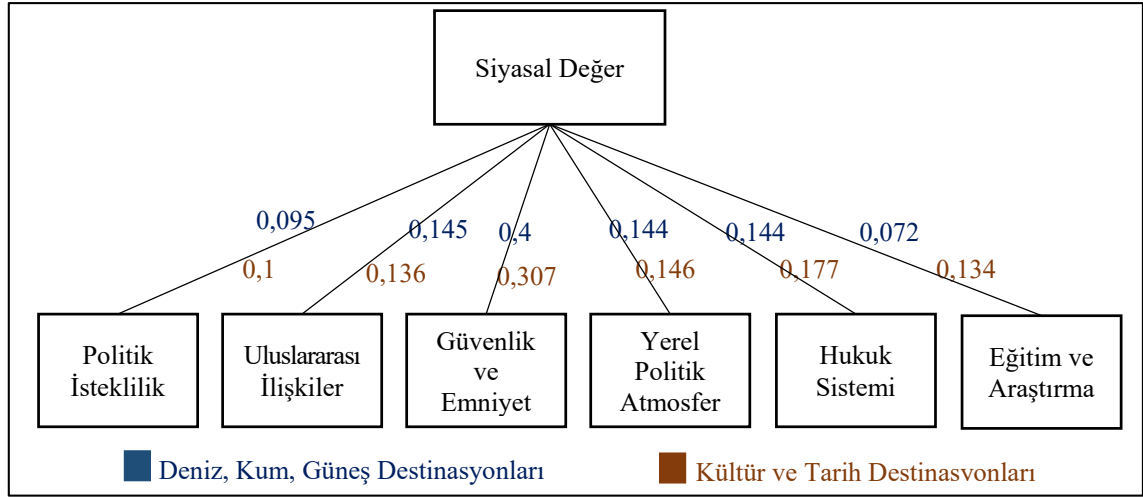 Siyasal Değer
0,095
0,145
0,4
0,144
0,144
0,072
0,1
0,136
0,307
0,146
0,177
0,134
Politik
İsteklilik
Uluslararası
İlişkiler
Güvenlik
ve
Emniyet
Yerel
Politik
Atmosfer
Hukuk
Sistemi
Eğitim ve
Araştırma
Deniz, Kum, Güneş Destinasyonları
Kültür ve Tarih Destinasvonları